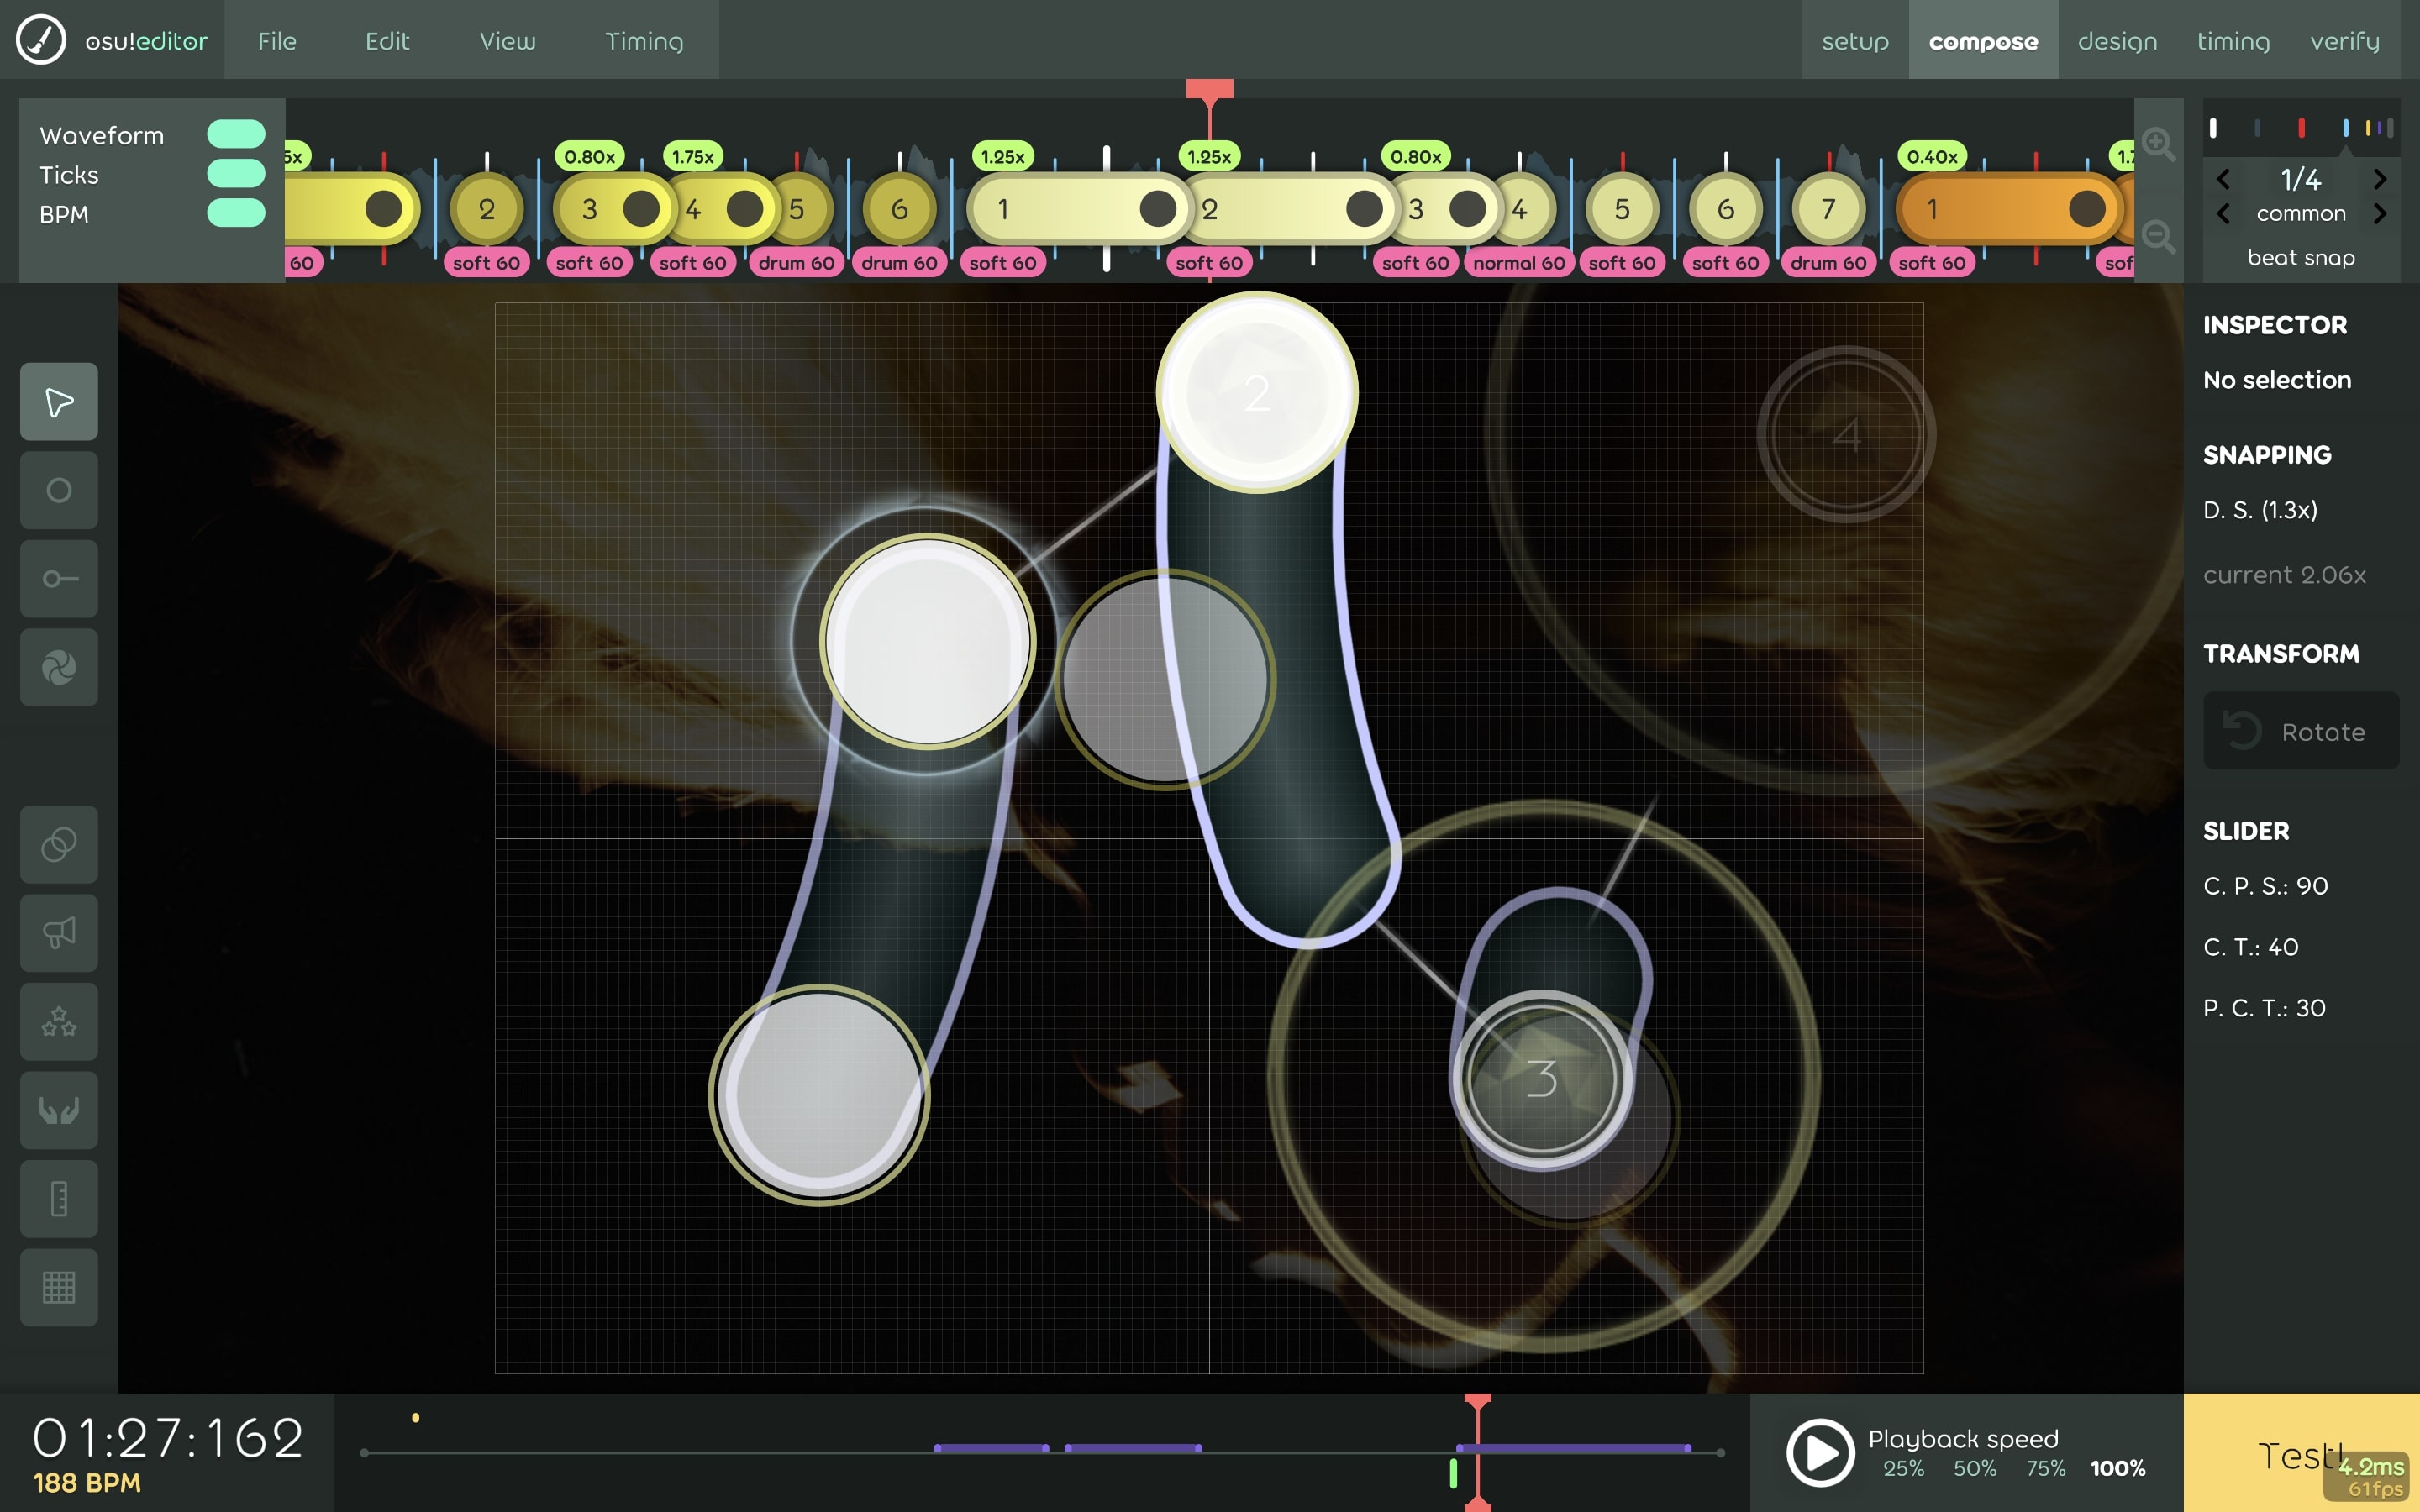 osu!editor File Edit View Timing setup compose design timing verify
Waveform
Ticks
BPM
5x 0.80x 1.75x 1.25x 1.25x 0.80x 0.40x 1.7
2 3 4 5 6 1 2 3 4 5 6 7 1
60 soft 60 soft 60 soft 60 drum 60 drum 60 soft 60 soft 60 soft 60 normal 60 soft 60 soft 60 drum 60 soft 60 sof
1/4
common
beat snap
INSPECTOR
No selection
SNAPPING
D. S. (1.3x)
current 2.06x
TRANSFORM
Rotate
SLIDER
C. P. S.: 90
C. T.: 40
P. C. T.: 30
2
4
3
01:27:162
188 BPM
Playback speed
25% 50% 75% 100%
Test!
4.2ms
61fps